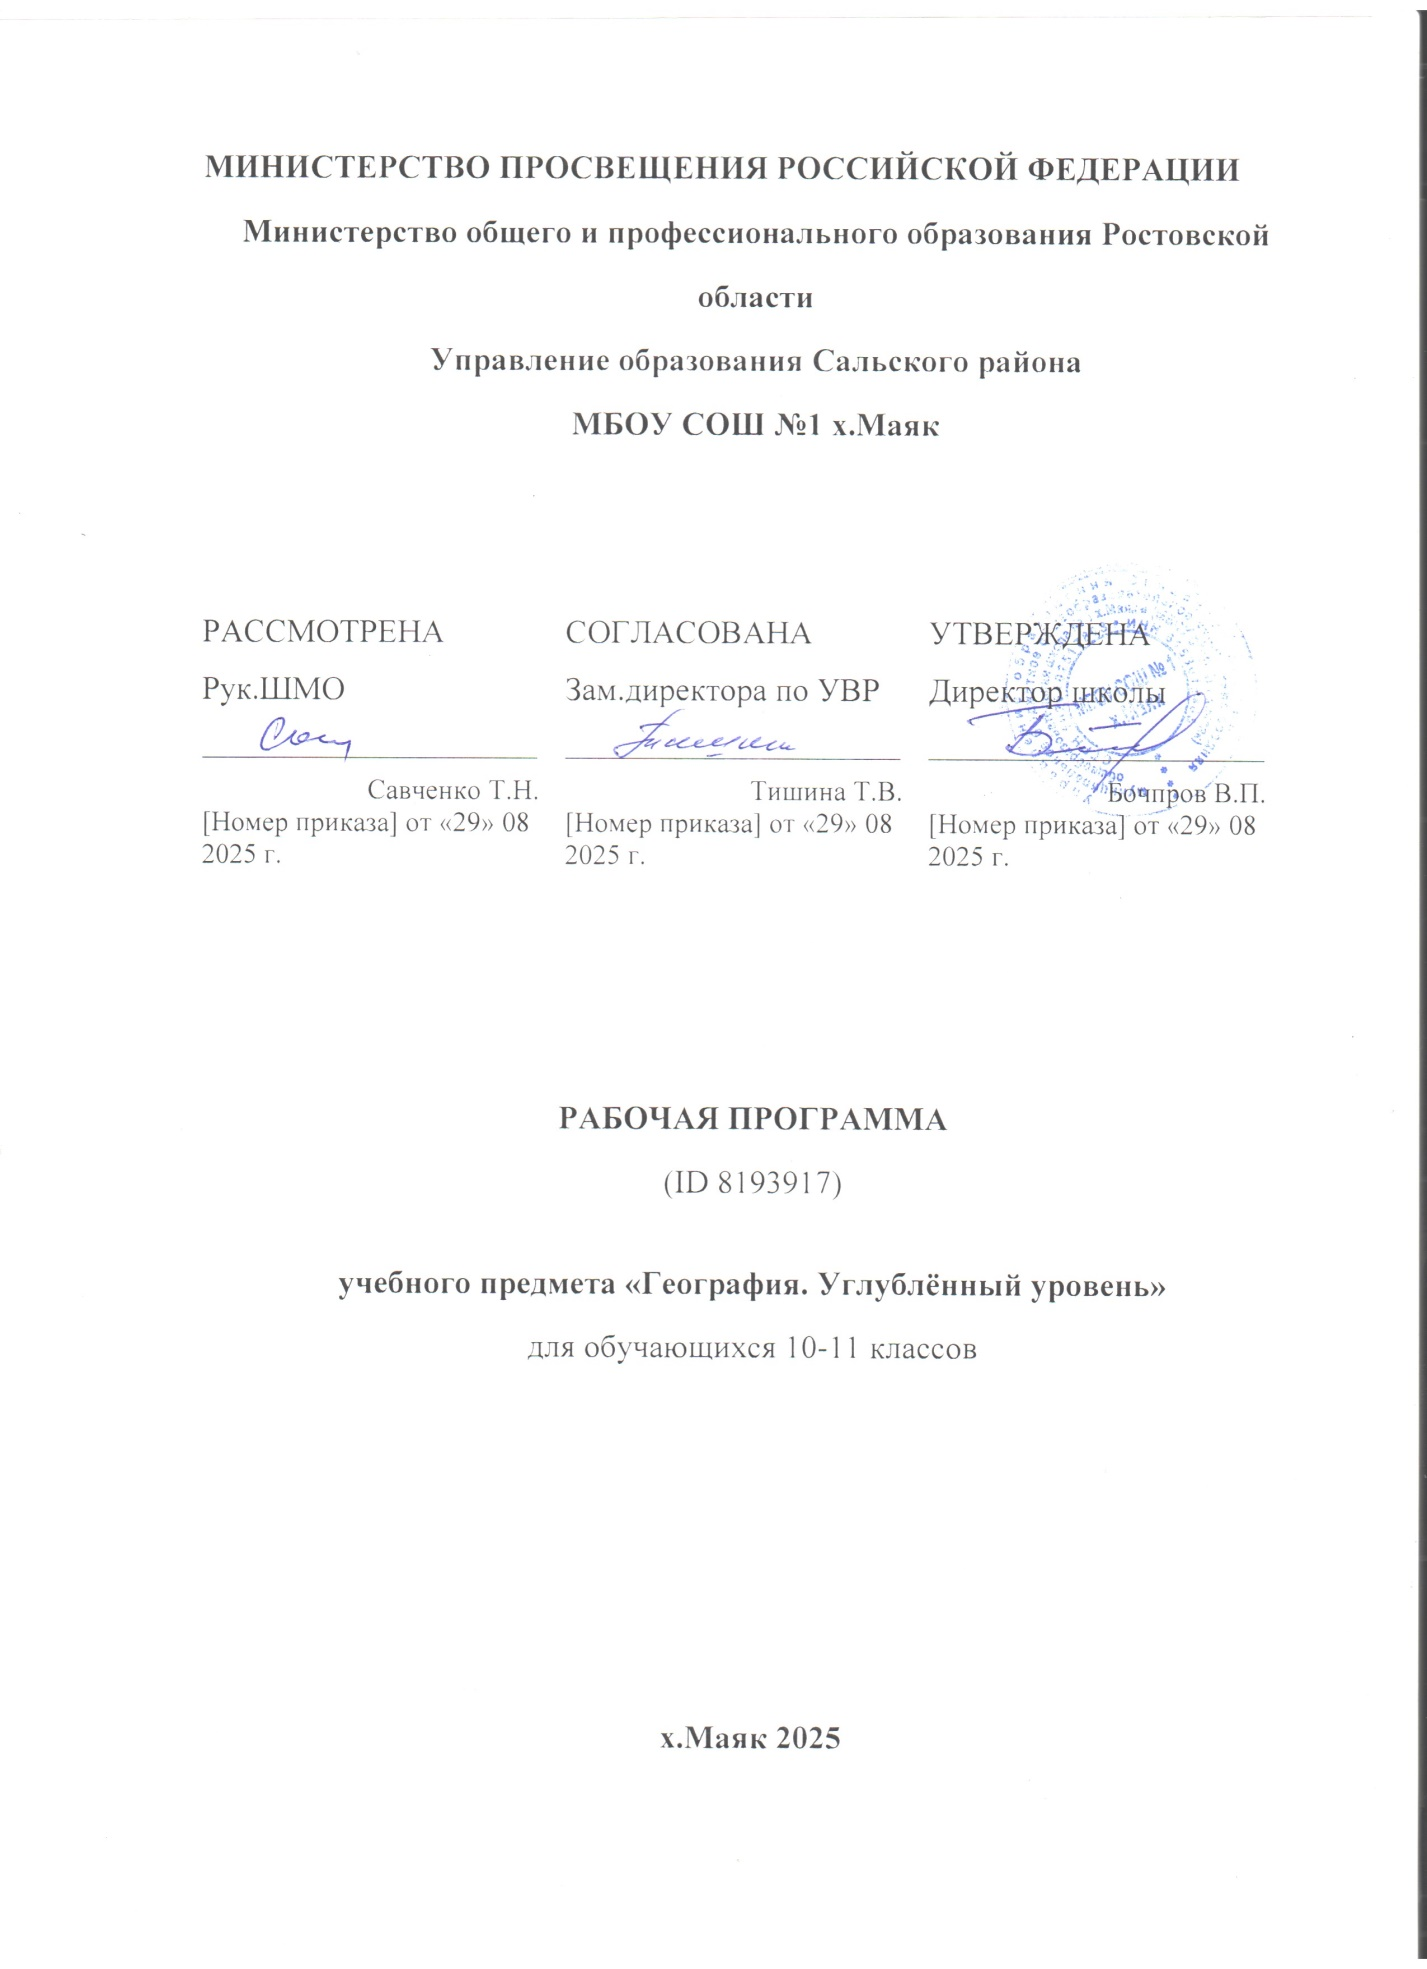 МИНИСТЕРСТВО ПРОСВЕЩЕНИЯ РОССИЙСКОЙ ФЕДЕРАЦИИ
Министерство общего и профессионального образования Ростовской
области
Управление образования Сальского района
МБОУ СОШ №1 х.Маяк
РАССМОТРЕНА
Рук.ШМО
Савченко Т.Н.
[Номер приказа] от «29» 08
2025 г.
СОГЛАСОВАНА
Зам.директора по УВР
Тишина Т.В.
[Номер приказа] от «29» 08
2025 г.
УТВЕРЖДЕНА
Директор школы
Бочпров В.П.
[Номер приказа] от «29» 08
2025 г.
РАБОЧАЯ ПРОГРАММА
(ID 8193917)
учебного предмета «География. Углублённый уровень»
для обучающихся 10-11 классов
х.Маяк 2025